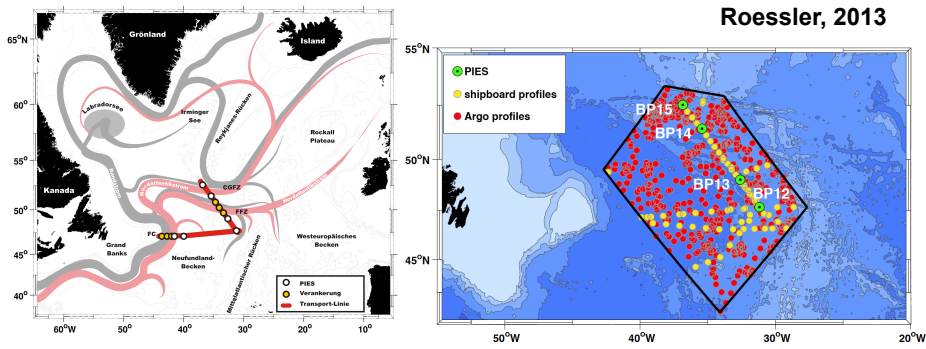 Roessler, 2013
65°N
60°
55°
50°
45°
40°
60°W
50°
40°
30°
20°
10°
Grönland
Island
Labradorsee
Irminger
See
Reykjanes-Rücken
Rockall
Plateau
Kanada
Nordatlantikstrom
Nordatlantikstrom
CGFZ
FFZ
FC
Grand
Banks
Neufundland-
Becken
Mittelatlantischer Rücken
Westeuropäisches
Becken
PIES
Verankerung
Transport-Linie
55°N
50°N
45°N
50°W
40°W
30°W
20°W
PIES
shipboard profiles
Argo profiles
BP15
BP14
BP13
BP12